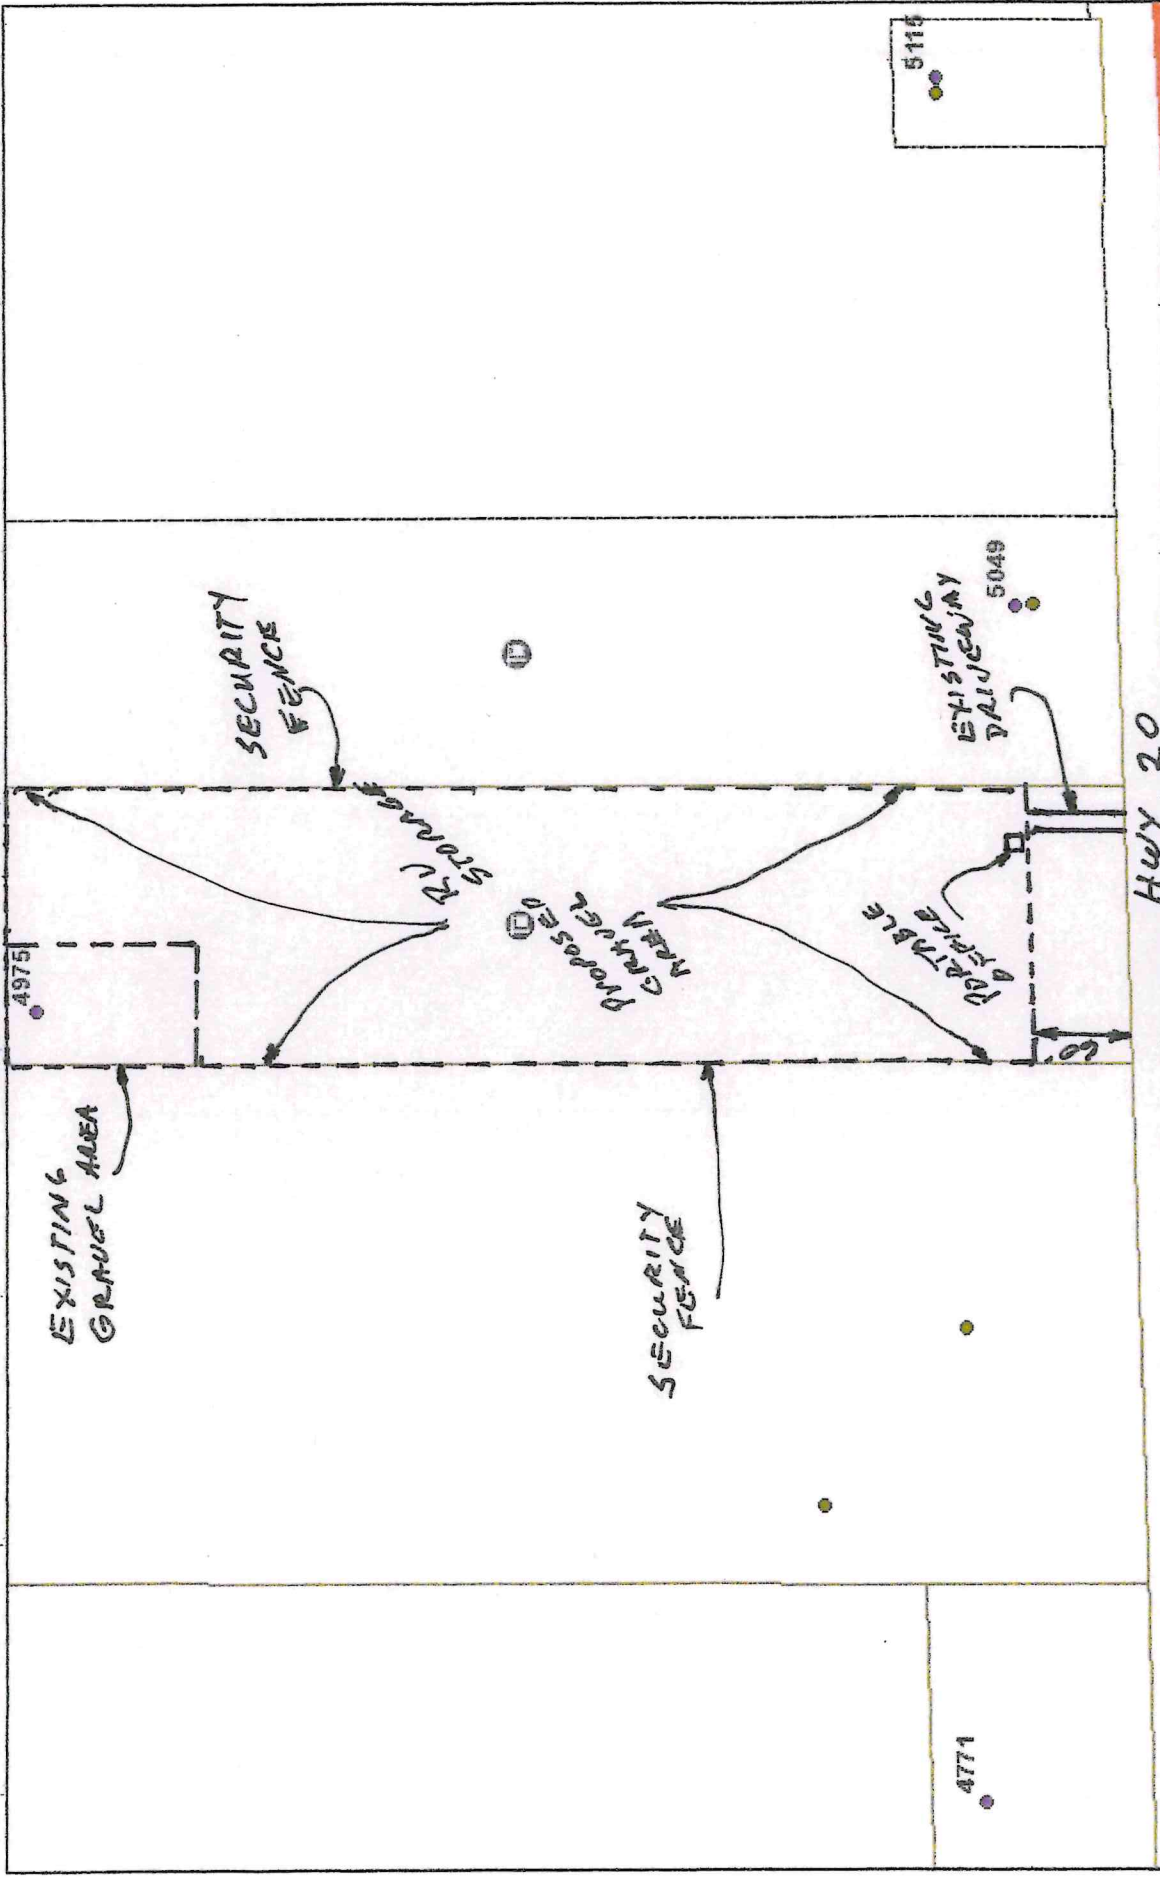 4975
5115
EXISTING
GRAVEL AREA
SECURITY
FENCE
RV
STORAGE
PROPOSED
GRAVEL
AREA
SECURITY
FENCE
4771
60'
PORTABLE
OFFICE
EXISTING
DRIVEWAY
5049
HWY 20